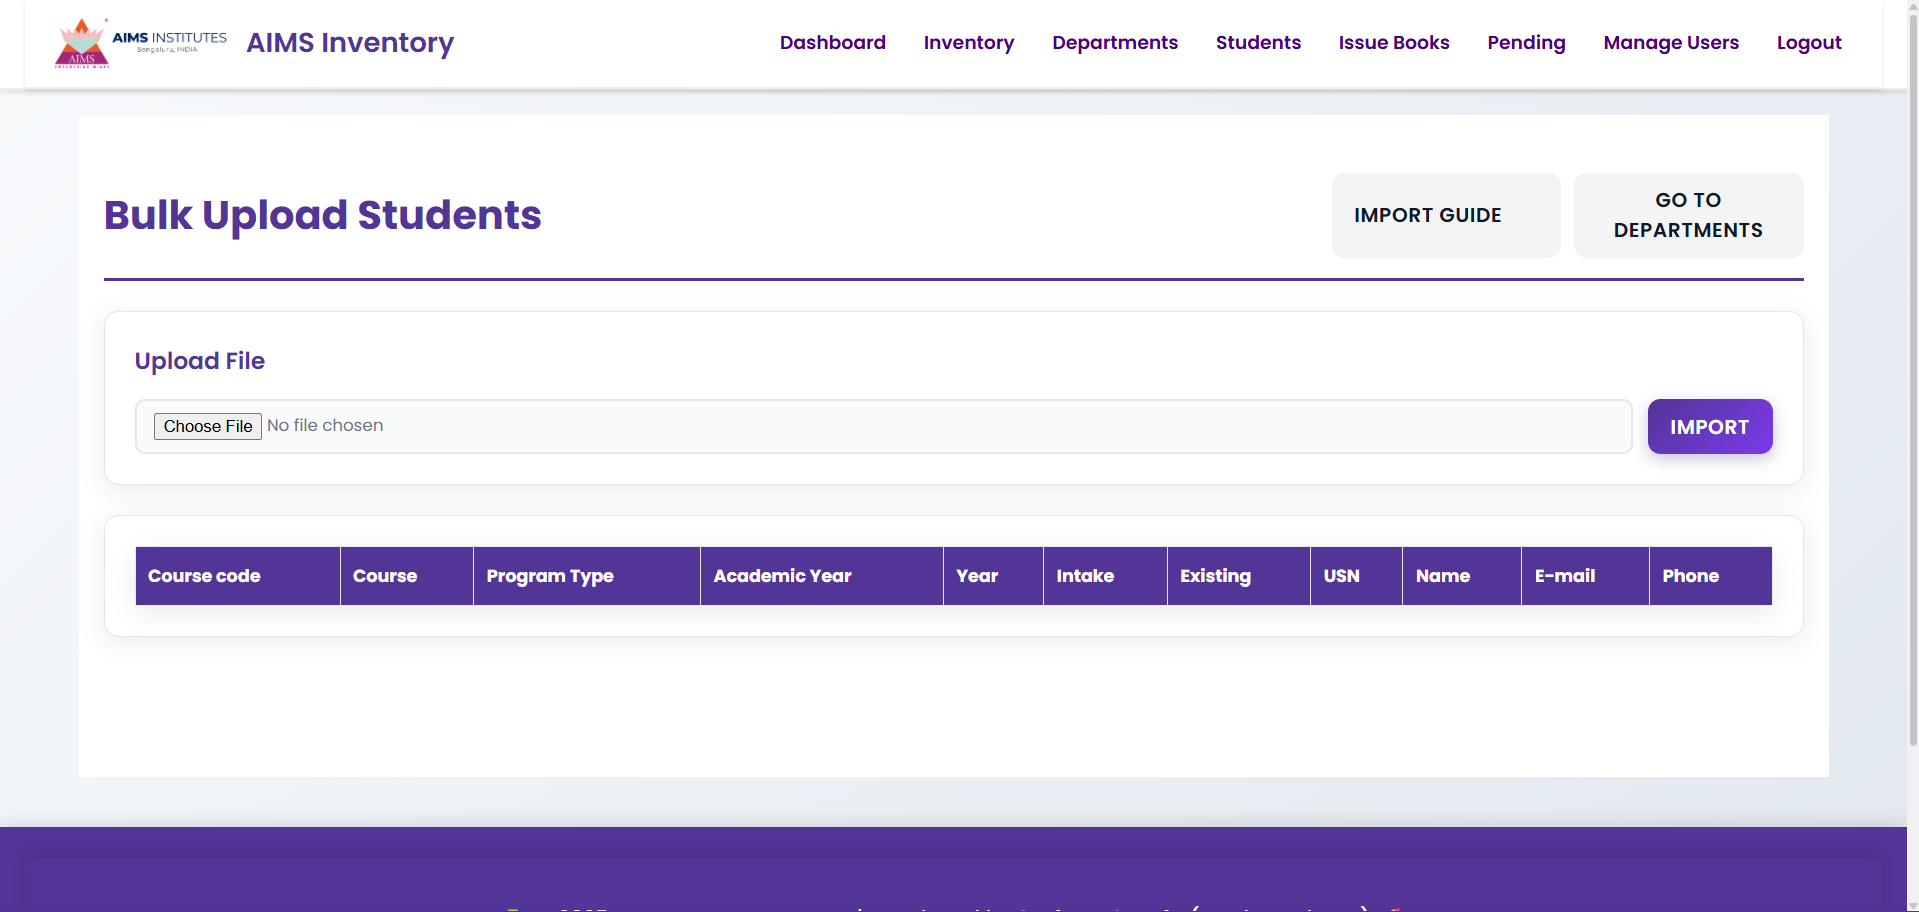 AIMS INSTITUTES
Bengaluru, INDIA
AIMS
AIMS Inventory
Dashboard
Inventory
Departments
Students
Issue Books
Pending
Manage Users
Logout
Bulk Upload Students
IMPORT GUIDE
GO TO
DEPARTMENTS
Upload File
Choose File No file chosen
IMPORT
Course code
Course
Program Type
Academic Year
Year
Intake
Existing
USN
Name
E-mail
Phone